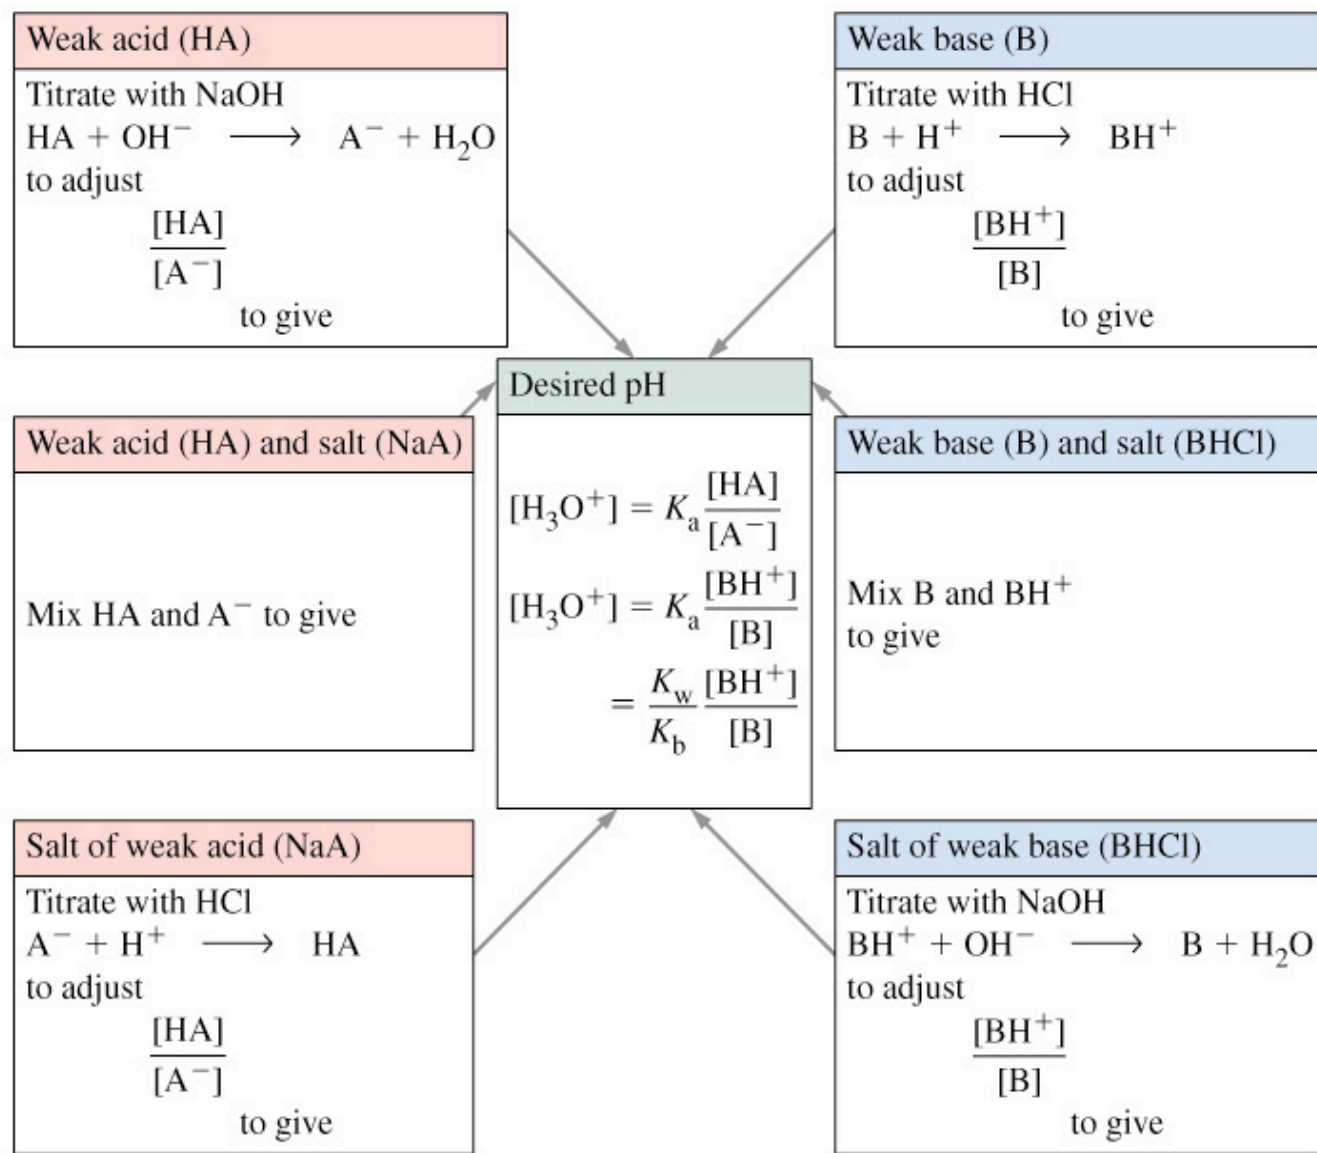 Weak acid (HA)
Titrate with NaOH
HA + OH⁻ ⟶ A⁻ + H₂O
to adjust
[HA]
[A⁻]
to give
Weak base (B)
Titrate with HCl
B + H⁺ ⟶ BH⁺
to adjust
[BH⁺]
[B]
to give
Weak acid (HA) and salt (NaA)
Mix HA and A⁻ to give
Desired pH
[H₃O⁺] = Kₐ [HA]/[A⁻]
[H₃O⁺] = Kₐ [BH⁺]/[B]
= K_w/K_b [BH⁺]/[B]
Weak base (B) and salt (BHCl)
Mix B and BH⁺
to give
Salt of weak acid (NaA)
Titrate with HCl
A⁻ + H⁺ ⟶ HA
to adjust
[HA]
[A⁻]
to give
Salt of weak base (BHCl)
Titrate with NaOH
BH⁺ + OH⁻ ⟶ B + H₂O
to adjust
[BH⁺]
[B]
to give